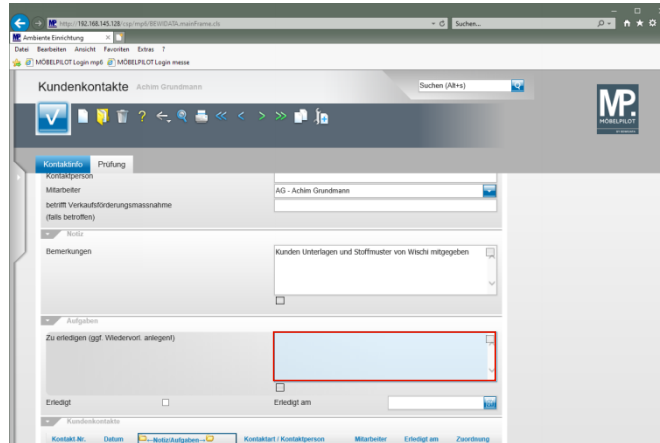 http://192.168.145.128/csp/mp6/BEWDATA.mainFrame.cls
Suchen...
Ambiente Einrichtung
Datei Bearbeiten Ansicht Favoriten Extras ?
MÖBELPILOT Login mp6 MÖBELPILOT Login messe
Kundenkontakte Achim Grundmann
Suchen (Alt+s)
MP.
MÖBELPILOT
Kontaktinfo Prüfung
Kontaktperson
Mitarbeiter AG - Achim Grundmann
betrifft Verkaufsförderungsmassnahme
(falls betroffen)
Notiz
Bemerkungen Kunden Unterlagen und Stoffmuster von Wischi mitgegeben
Aufgaben
Zu erledigen (ggf. Wiedervorl. anlegen!)
Erledigt Erledigt am
Kundenkontakte
Kontakt-Nr. Datum Notiz/Aufgaben Kontaktart / Kontaktperson Mitarbeiter Erledigt am Zuordnung